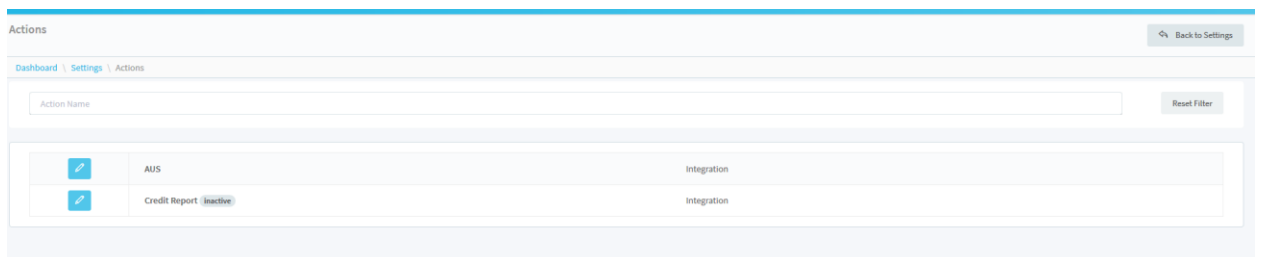 Actions
Back to Settings
Dashboard \ Settings \ Actions
Action Name
Reset Filter
AUS Integration
Credit Report inactive Integration